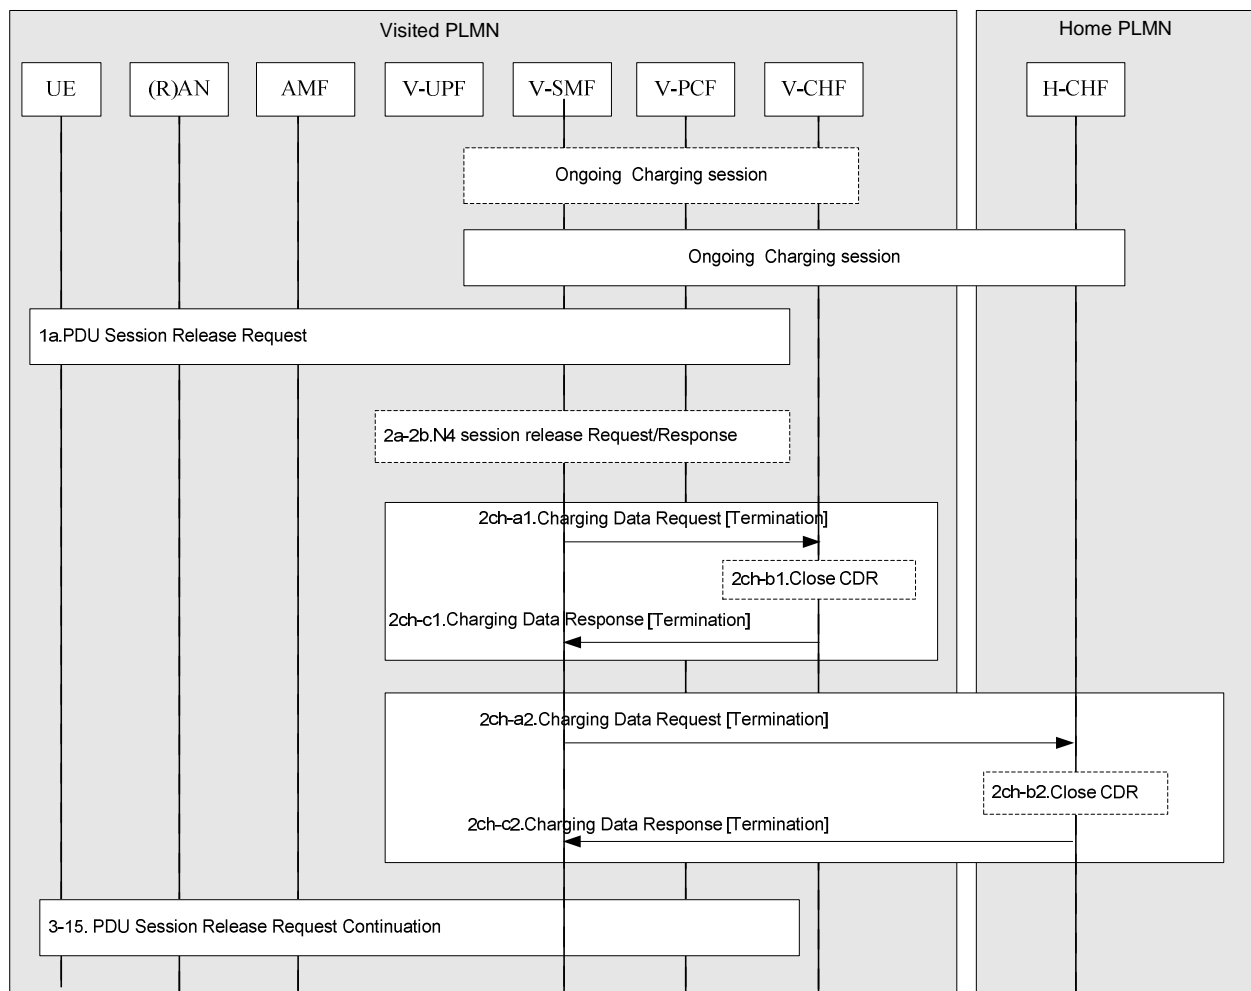 Visited PLMN
Home PLMN
UE
(R)AN
AMF
V-UPF
V-SMF
V-PCF
V-CHF
H-CHF
Ongoing Charging session
Ongoing Charging session
1a.PDU Session Release Request
2a-2b.N4 session release Request/Response
2ch-a1.Charging Data Request [Termination]
2ch-b1.Close CDR
2ch-c1.Charging Data Response [Termination]
2ch-a2.Charging Data Request [Termination]
2ch-b2.Close CDR
2ch-c2.Charging Data Response [Termination]
3-15. PDU Session Release Request Continuation